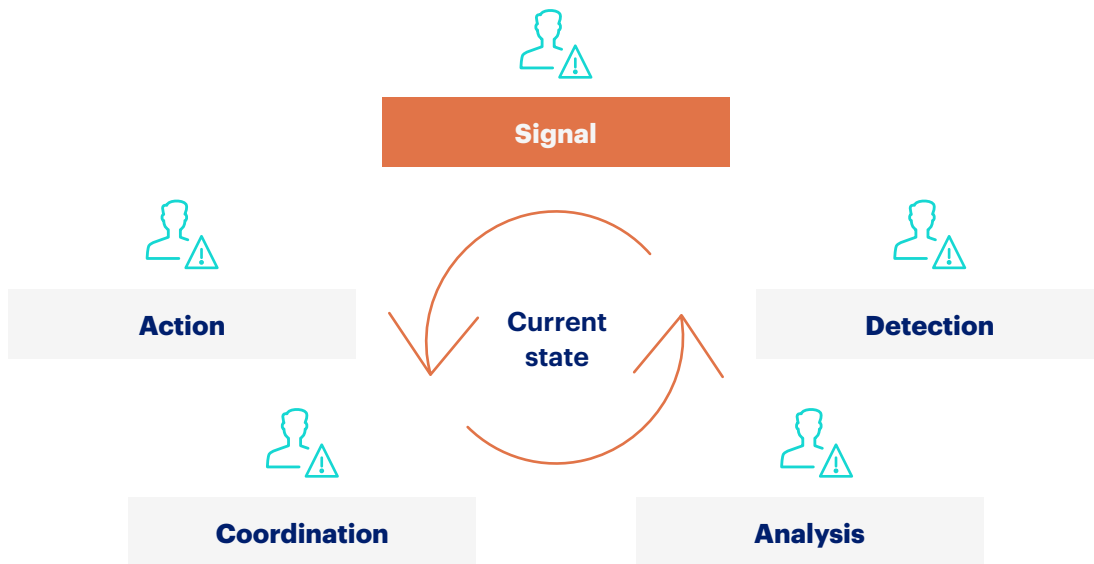 Signal
Action
Current
state
Detection
Coordination
Analysis